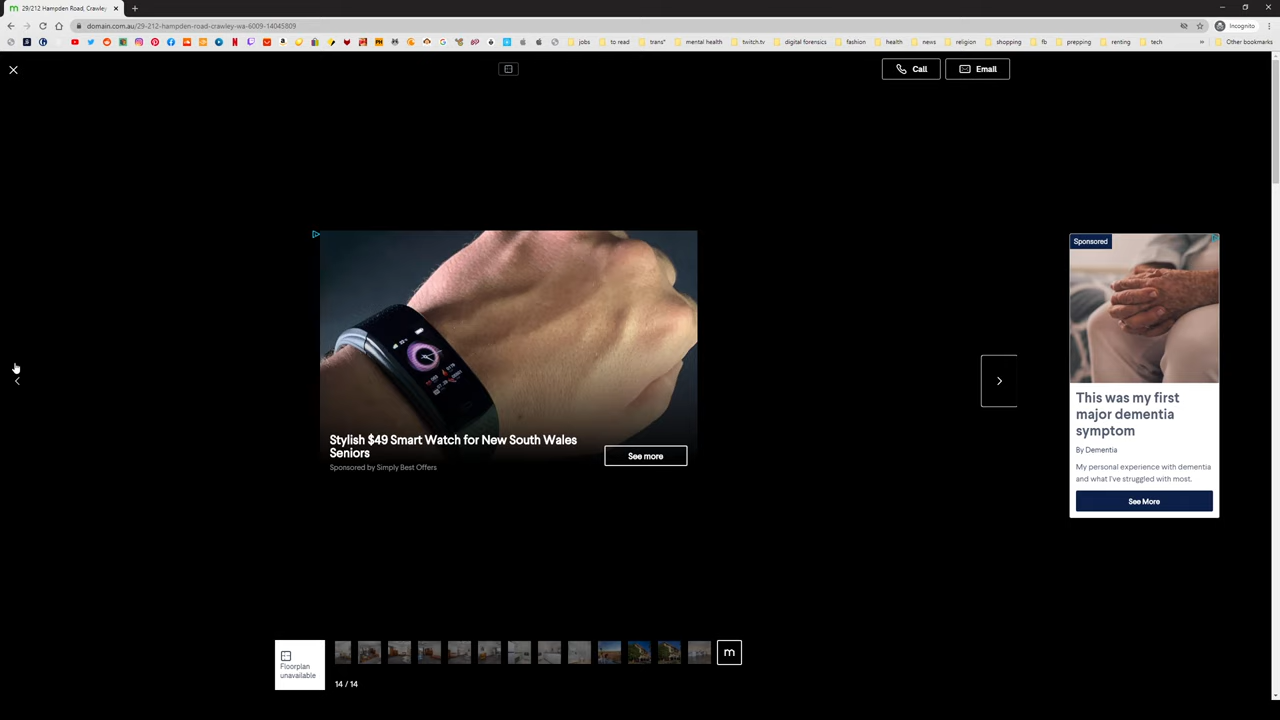 29/212 Hampden Road, Crawley
domain.com.au/29-212-hampden-road-crawley-wa-6009-14045809
Incognito
jobs
to read
trans*
mental health
twitch.tv
digital forensics
fashion
health
news
religion
shopping
fb
prepping
renting
tech
»
Other bookmarks
Call
Email
Stylish $49 Smart Watch for New South Wales
Seniors
Sponsored by Simply Best Offers
See more
Sponsored
This was my first
major dementia
symptom
By Dementia
My personal experience with dementia
and what I've struggled with most.
See More
Floorplan
unavailable
m
14 / 14